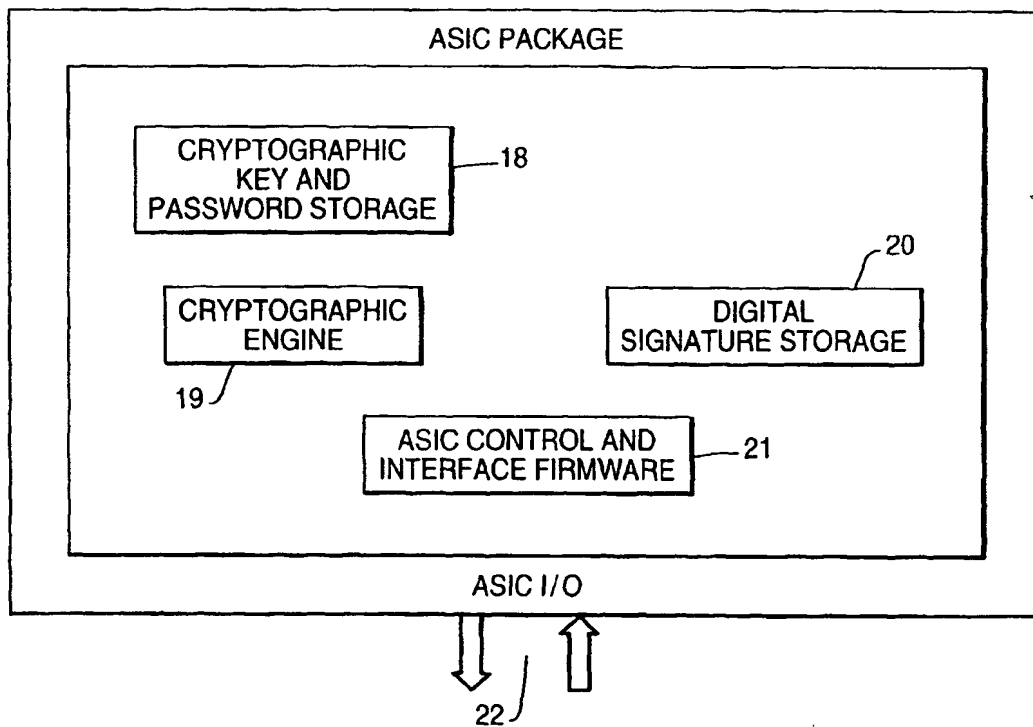 ASIC PACKAGE
CRYPTOGRAPHIC
KEY AND
PASSWORD STORAGE
18
20
CRYPTOGRAPHIC
ENGINE
DIGITAL
SIGNATURE STORAGE
19
ASIC CONTROL AND
INTERFACE FIRMWARE
21
ASIC I/O
22